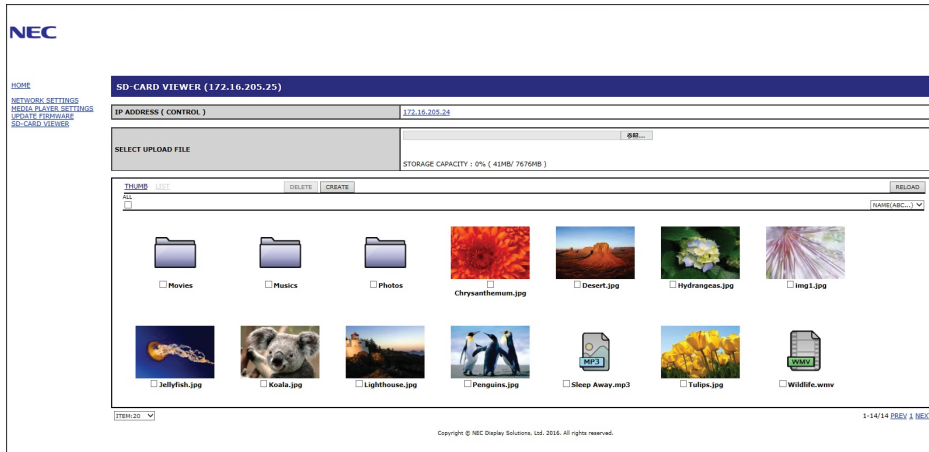 NEC
HOME
NETWORK SETTINGS
MEDIA PLAYER SETTINGS
UPDATE FIRMWARE
SD-CARD VIEWER
SD-CARD VIEWER (172.16.205.25)
IP ADDRESS ( CONTROL ) 172.16.205.24
SELECT UPLOAD FILE
参照...
STORAGE CAPACITY : 0% ( 41MB/ 7676MB )
THUMB LIST DELETE CREATE RELOAD
ALL
NAME(ABC...)
Movies Musics Photos Chrysanthemum.jpg Desert.jpg Hydrangeas.jpg img1.jpg
MP3 WMV
Jellyfish.jpg Koala.jpg Lighthouse.jpg Penguins.jpg Sleep Away.mp3 Tulips.jpg Wildlife.wmv
ITEM:20 1-14/14 PREV 1 NEX
Copyright © NEC Display Solutions, Ltd. 2016. All rights reserved.